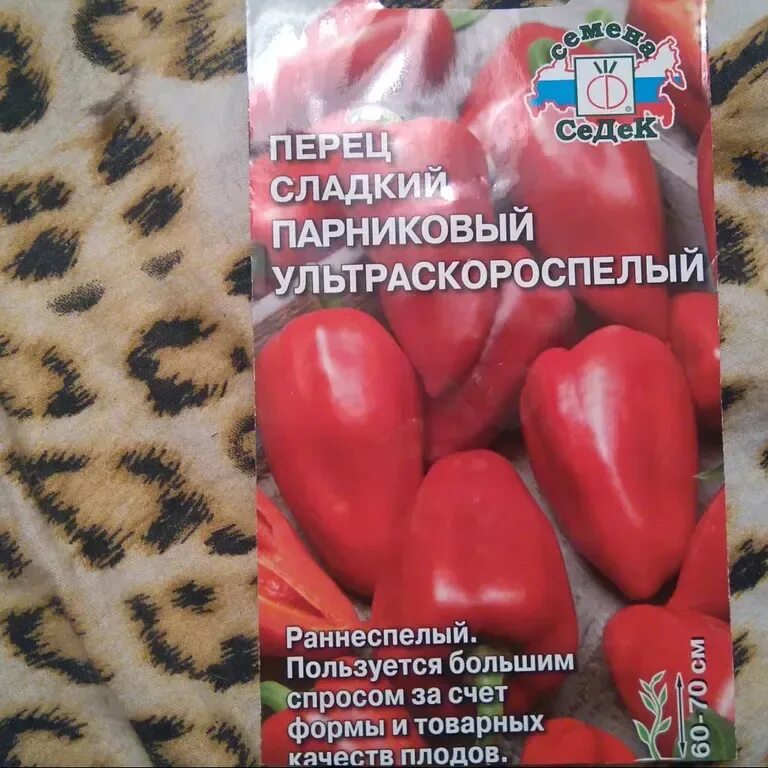 семена
СеДеК
ПЕРЕЦ
СЛАДКИЙ
ПАРНИКОВЫЙ
УЛЬТРАСКОРОСПЕЛЫЙ
Раннеспелый.
Пользуется большим
спросом за счет
формы и товарных
качеств плодов.
60-70 см